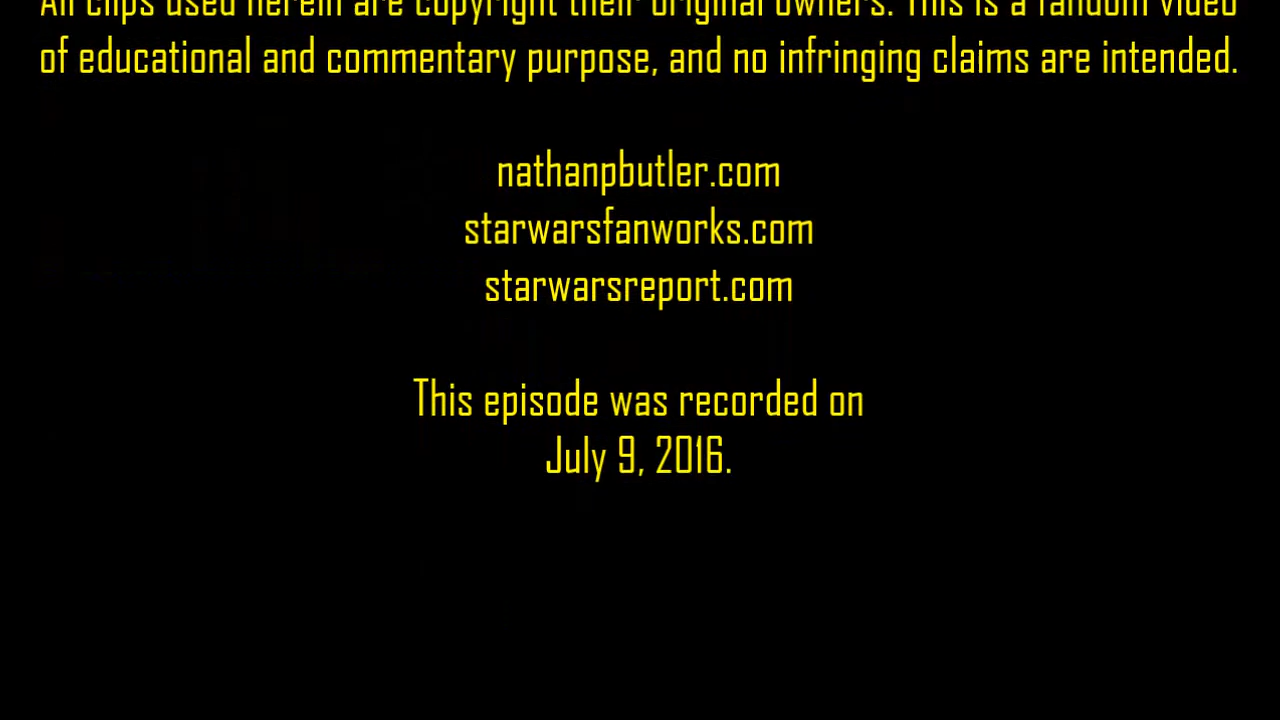 All clips used herein are copyright their original owners. This is a fandom video
of educational and commentary purpose, and no infringing claims are intended.
nathanpbutler.com
starwarsfanworks.com
starwarsreport.com
This episode was recorded on
July 9, 2016.